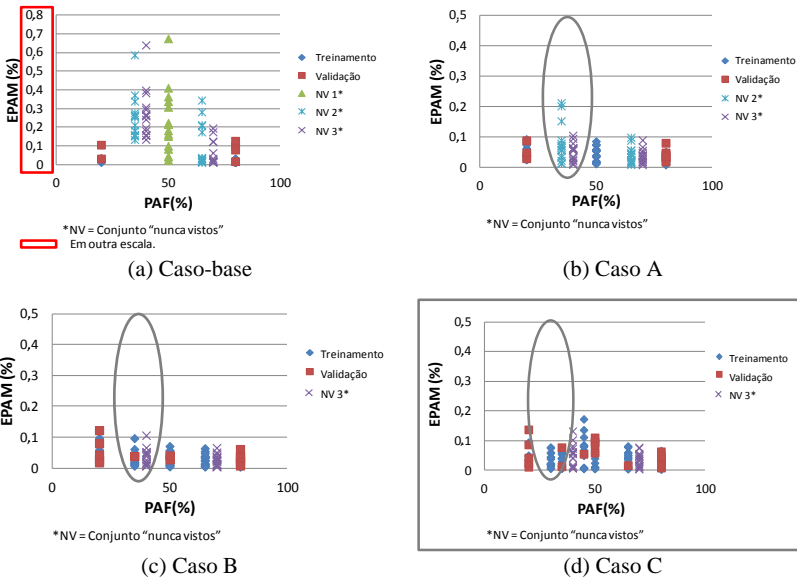 EPAM (%)
0,8
0,7
0,6
0,5
0,4
0,3
0,2
0,1
0
0 50 100
PAF(%)
Treinamento
Validação
NV 1*
NV 2*
NV 3*
*NV = Conjunto "nunca vistos"
Em outra escala.
(a) Caso-base
EPAM (%)
0,5
0,4
0,3
0,2
0,1
0
0 50 100
PAF(%)
Treinamento
Validação
NV 2*
NV 3*
*NV = Conjunto "nunca vistos"
(b) Caso A
EPAM (%)
0,5
0,4
0,3
0,2
0,1
0
0 50 100
PAF(%)
Treinamento
Validação
NV 3*
*NV = Conjunto "nunca vistos"
(c) Caso B
EPAM (%)
0,5
0,4
0,3
0,2
0,1
0
0 50 100
PAF(%)
Treinamento
Validação
NV 3*
*NV = Conjunto "nunca vistos"
(d) Caso C